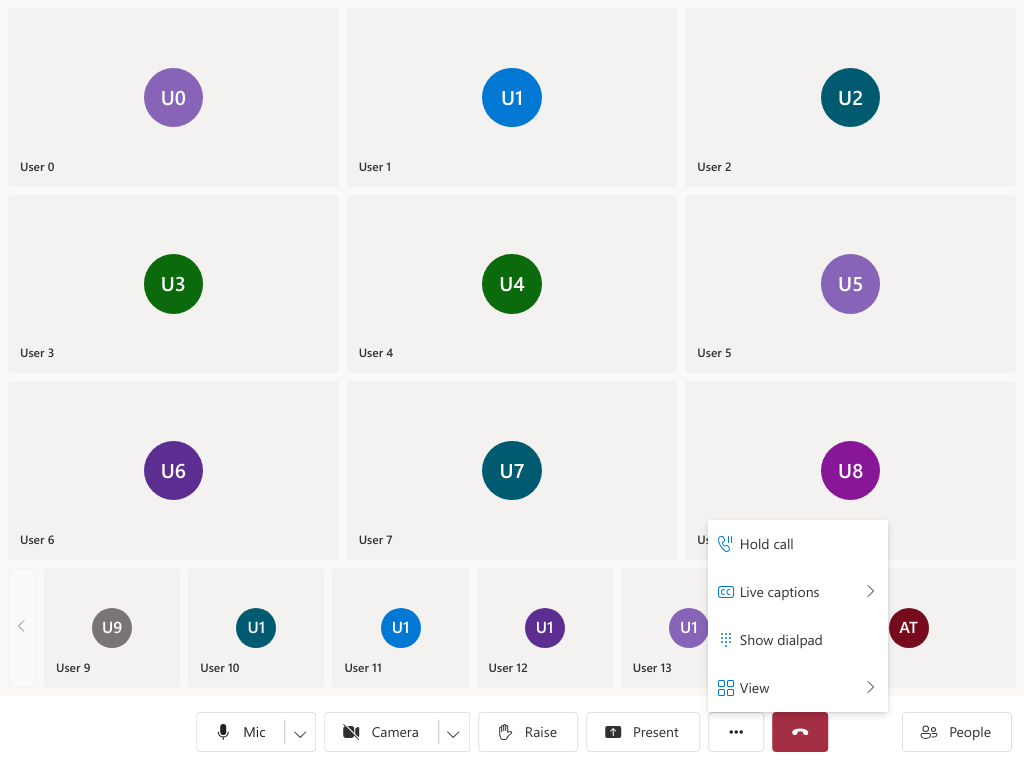 U0
User 0
U1
User 1
U2
User 2
U3
User 3
U4
User 4
U5
User 5
U6
User 6
U7
User 7
U8
Hold call
Live captions
Show dialpad
View
U9
User 9
U1
User 10
U1
User 11
U1
User 12
U1
User 13
AT
Mic
Camera
Raise
Present
People